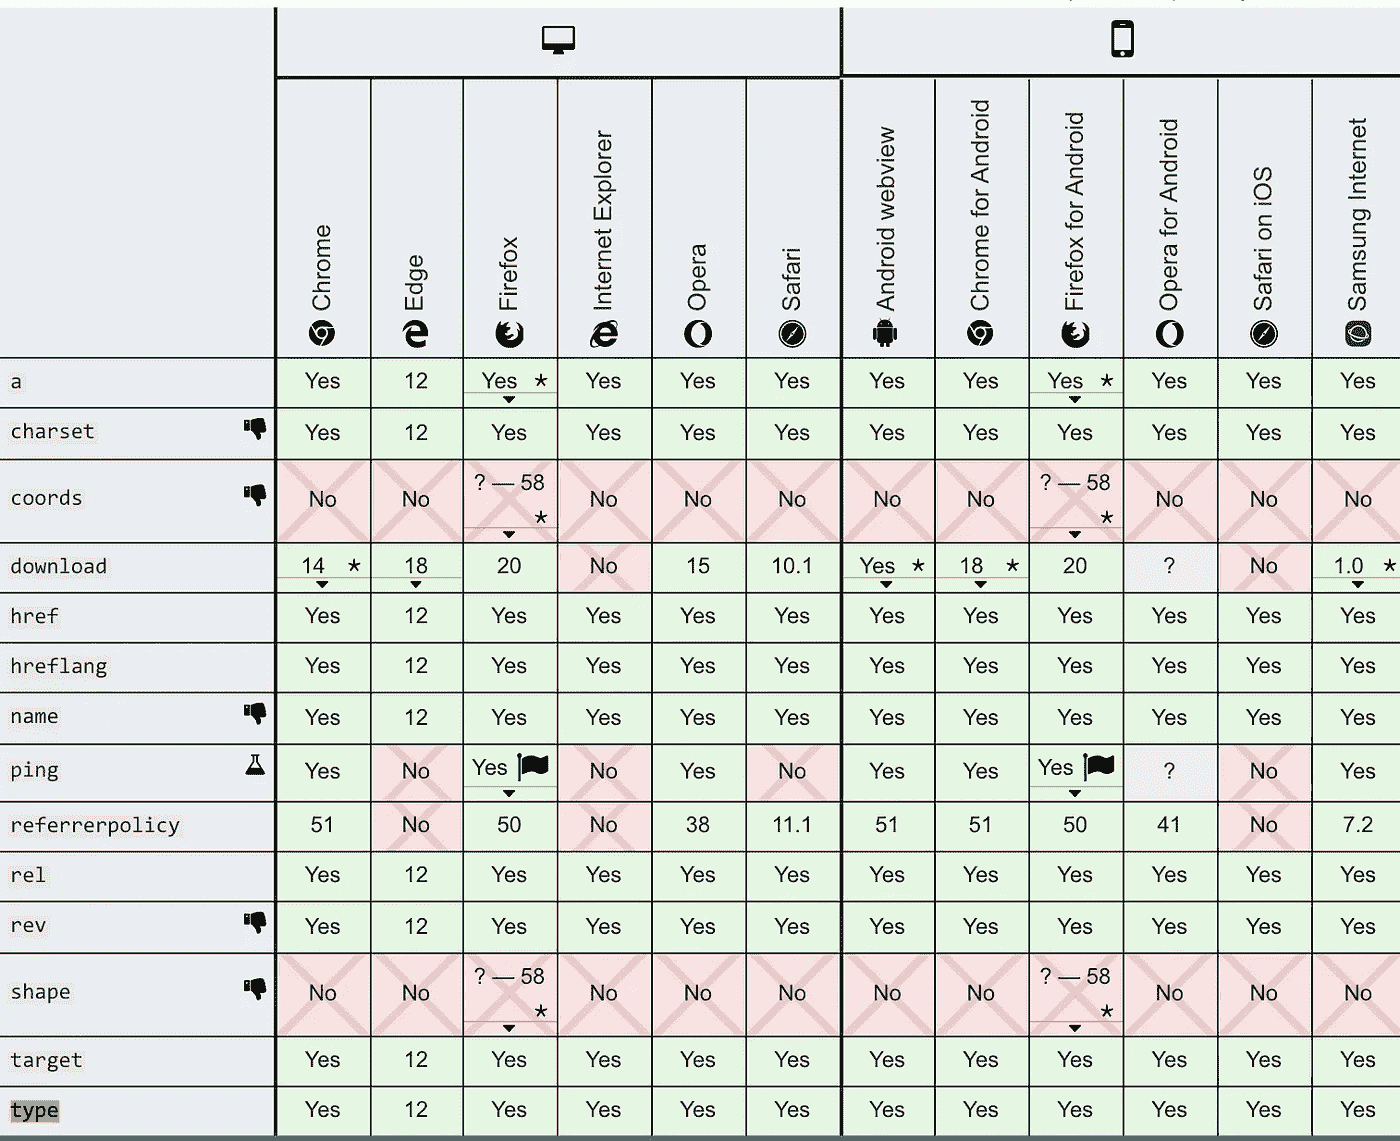 Chrome
Edge
Firefox
Internet Explorer
Opera
Safari
Android webview
Chrome for Android
Firefox for Android
Opera for Android
Safari on iOS
Samsung Internet
a Yes 12 Yes * Yes Yes Yes Yes Yes Yes * Yes Yes Yes
charset Yes 12 Yes Yes Yes Yes Yes Yes Yes Yes Yes Yes
coords No No ? — 58 * No No No No No ? — 58 * No No No
download 14 * 18 20 No 15 10.1 Yes * 18 * 20 ? No 1.0 *
href Yes 12 Yes Yes Yes Yes Yes Yes Yes Yes Yes Yes
hreflang Yes 12 Yes Yes Yes Yes Yes Yes Yes Yes Yes Yes
name Yes 12 Yes Yes Yes Yes Yes Yes Yes Yes Yes Yes
ping Yes No Yes No Yes No Yes Yes Yes ? No Yes
referrerpolicy 51 No 50 No 38 11.1 51 51 50 41 No 7.2
rel Yes 12 Yes Yes Yes Yes Yes Yes Yes Yes Yes Yes
rev Yes 12 Yes Yes Yes Yes Yes Yes Yes Yes Yes Yes
shape No No ? — 58 * No No No No No ? — 58 * No No No
target Yes 12 Yes Yes Yes Yes Yes Yes Yes Yes Yes Yes
type Yes 12 Yes Yes Yes Yes Yes Yes Yes Yes Yes Yes